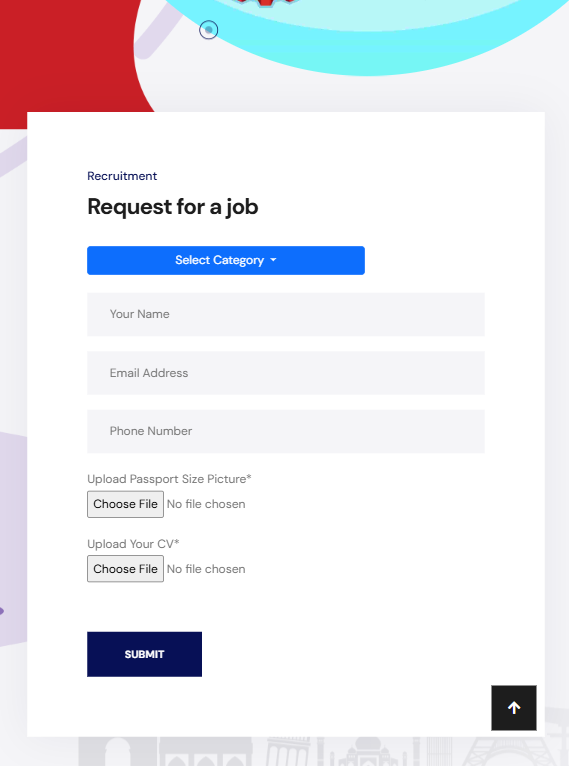 Recruitment
Request for a job
Select Category
Your Name
Email Address
Phone Number
Upload Passport Size Picture*
Choose File No file chosen
Upload Your CV*
Choose File No file chosen
SUBMIT